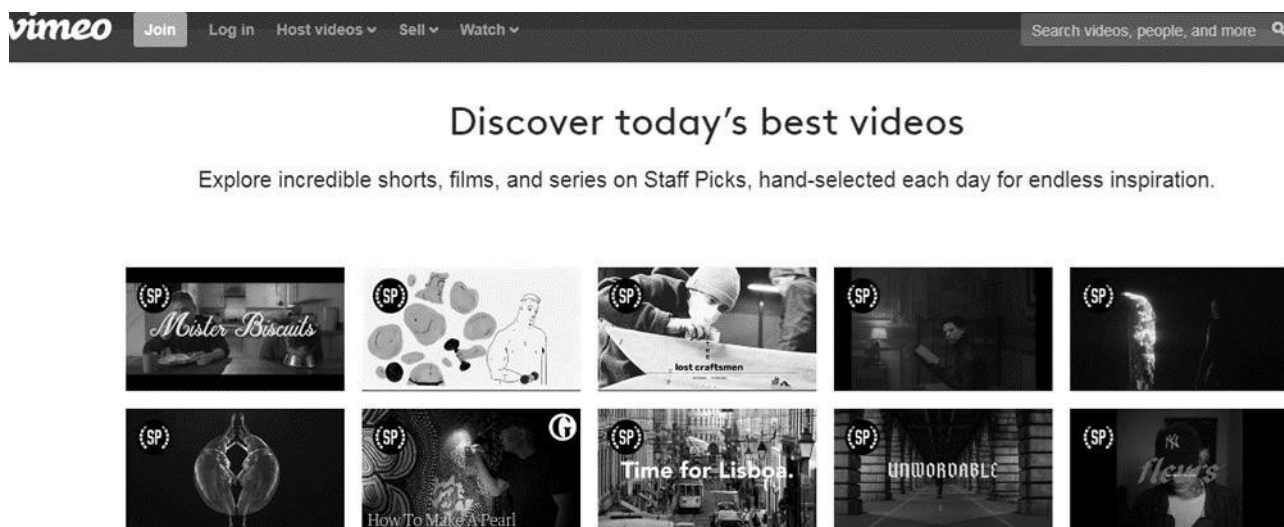 vimeo Join Log in Host videos Sell Watch Search videos, people, and more
Discover today's best videos
Explore incredible shorts, films, and series on Staff Picks, hand-selected each day for endless inspiration.
SP SP SP SP SP
Mister Biscuits
THE
lost craftsmen
SP SP G SP SP SP
Time for Lisboa.
UNWORDABLE
NY
fleurs
How To Make A Pearl